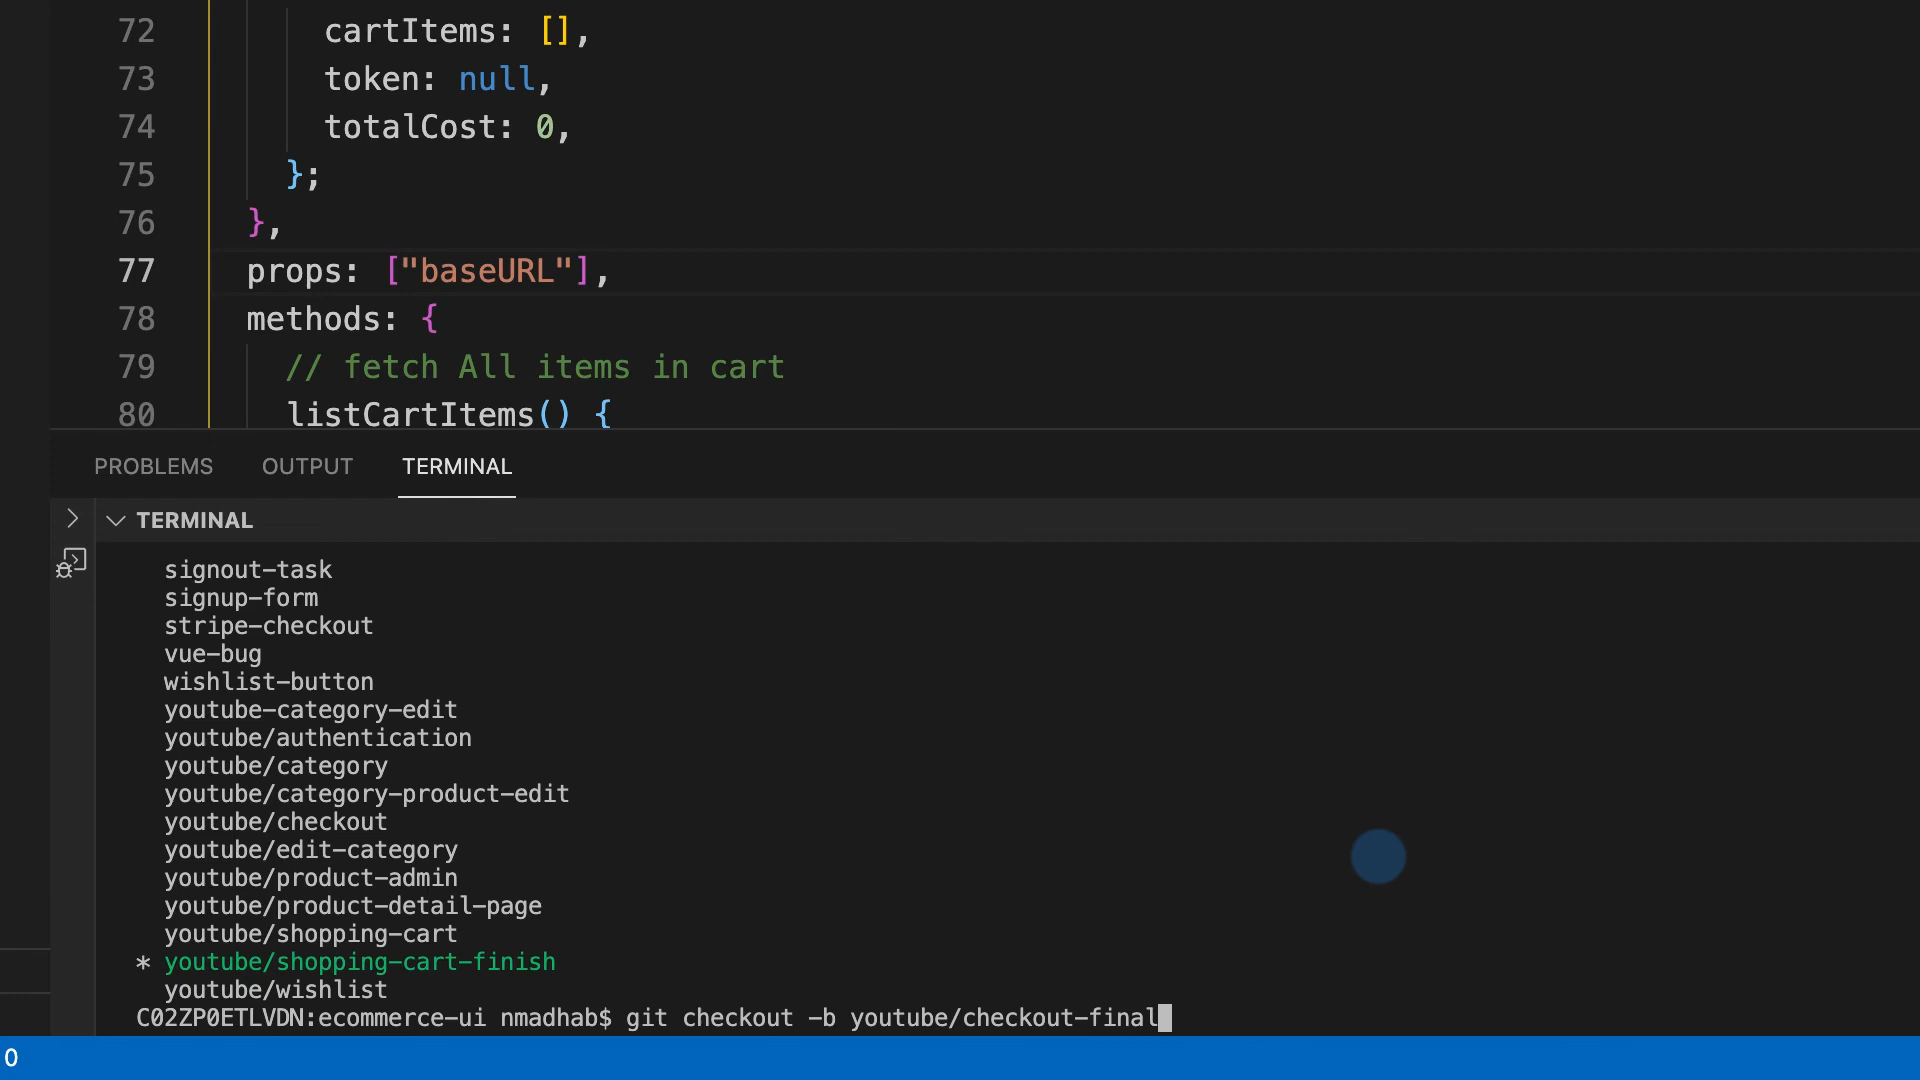 72 cartItems: [],
73 token: null,
74 totalCost: 0,
75 };
76 },
77 props: ["baseURL"],
78 methods: {
79 // fetch All items in cart
80 listCartItems() {
PROBLEMS OUTPUT TERMINAL
TERMINAL
signout-task
signup-form
stripe-checkout
vue-bug
wishlist-button
youtube-category-edit
youtube/authentication
youtube/category
youtube/category-product-edit
youtube/checkout
youtube/edit-category
youtube/product-admin
youtube/product-detail-page
youtube/shopping-cart
* youtube/shopping-cart-finish
youtube/wishlist
C02ZP0ETLVDN:ecommerce-ui nmadhab$ git checkout -b youtube/checkout-final
0